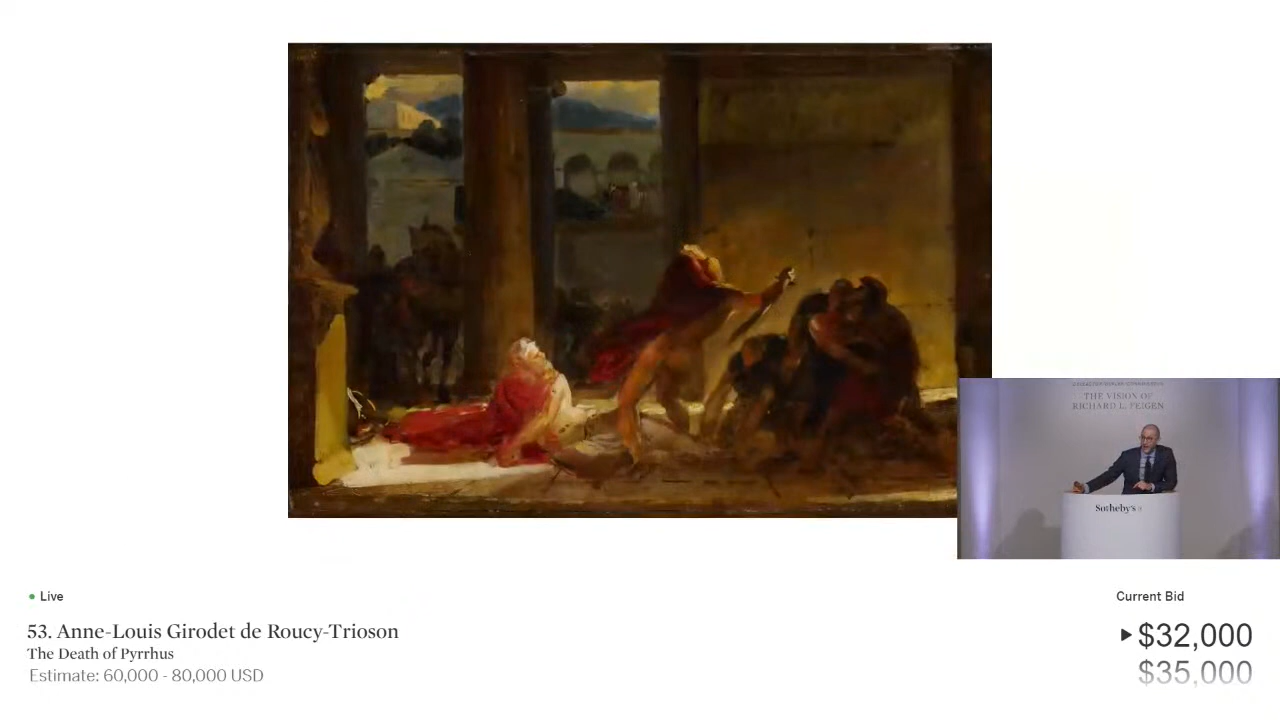 THE VISION OF
RICHARD L. FEIGEN
Sotheby's
Live
53. Anne-Louis Girodet de Roucy-Trioson
The Death of Pyrrhus
Estimate: 60,000 - 80,000 USD
Current Bid
$32,000
$35,000